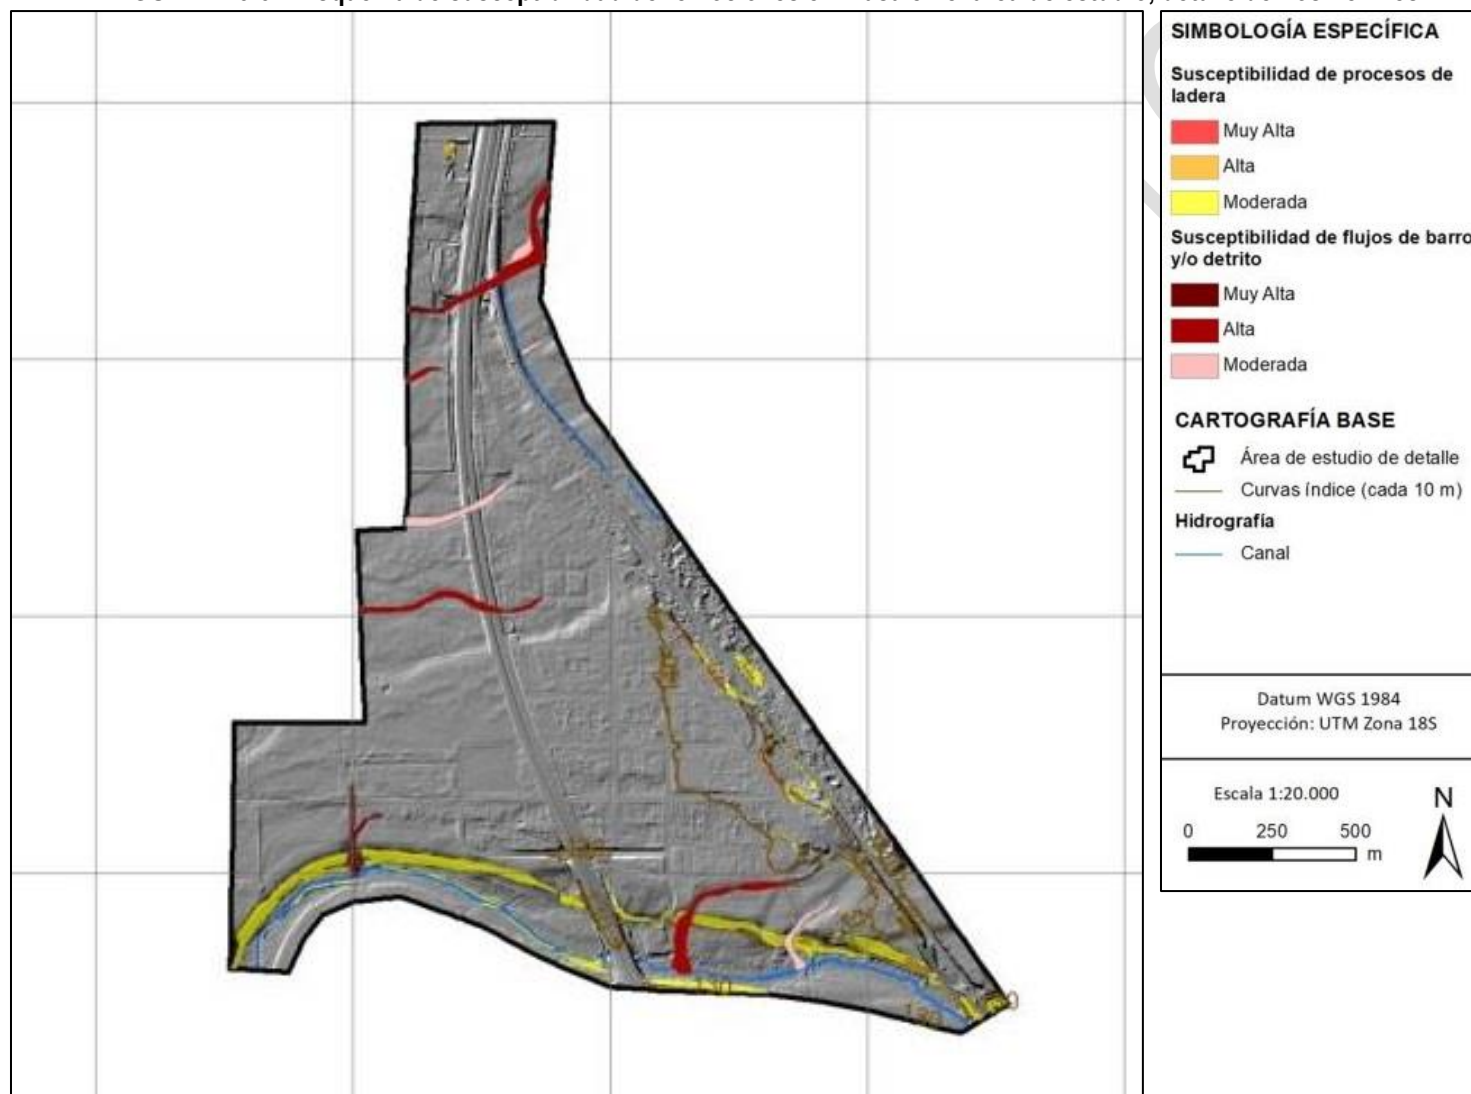 SIMBOLOGÍA ESPECÍFICA
Susceptibilidad de procesos de
ladera
Muy Alta
Alta
Moderada
Susceptibilidad de flujos de barro
y/o detrito
Muy Alta
Alta
Moderada
CARTOGRAFÍA BASE
Área de estudio de detalle
Curvas índice (cada 10 m)
Hidrografía
Canal
Datum WGS 1984
Proyección: UTM Zona 18S
Escala 1:20.000
N
0 250 500
m